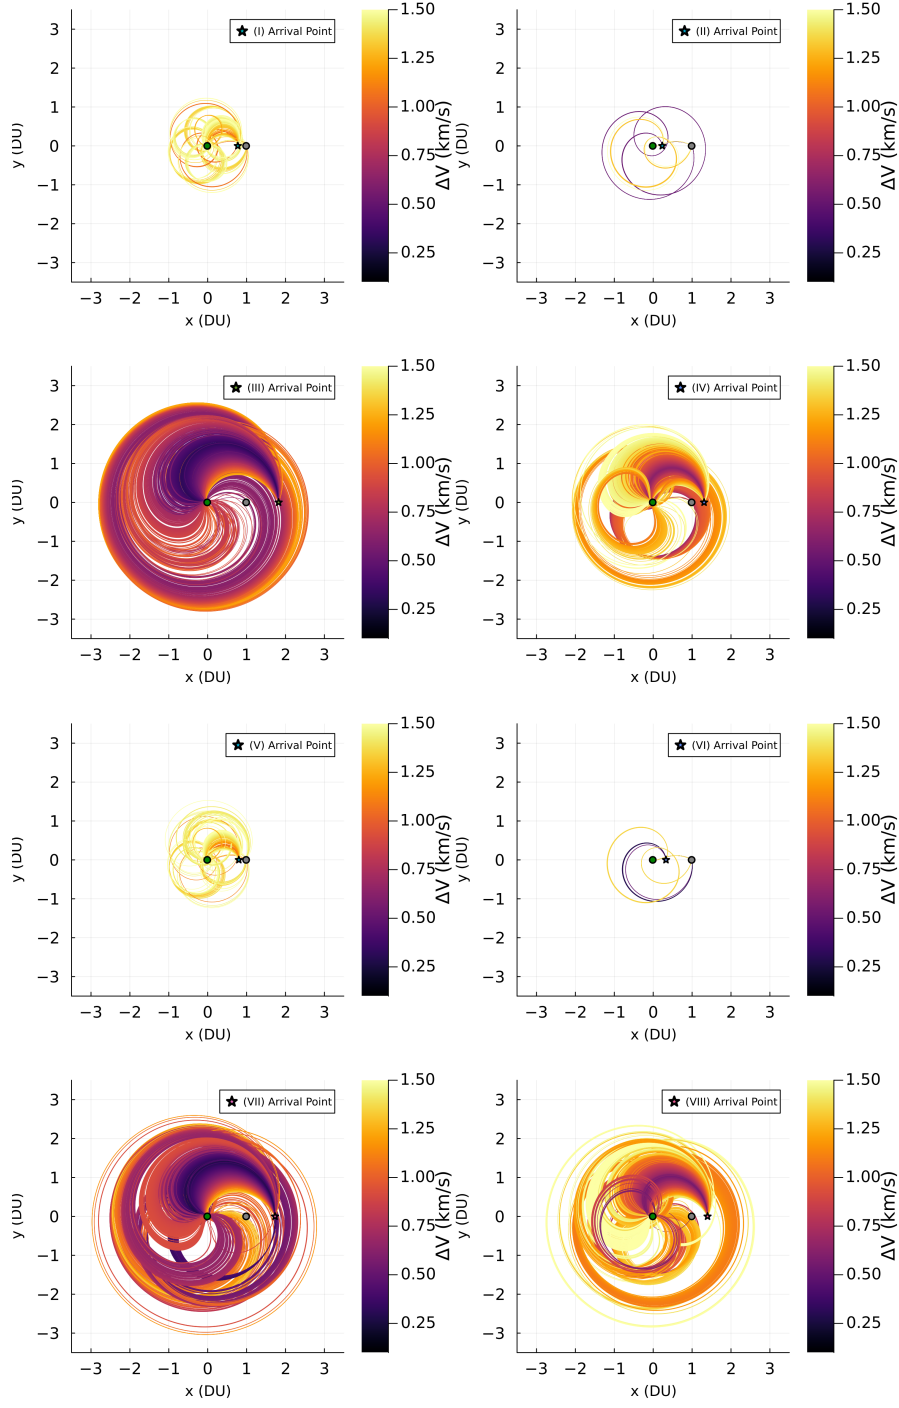 (I) Arrival Point
3
2
1
0
−1
−2
−3
y (DU)
−3 −2 −1 0 1 2 3
x (DU)
1.50
1.25
1.00
0.75
0.50
0.25
ΔV (km/s)
(II) Arrival Point
3
2
1
0
−1
−2
−3
y (DU)
−3 −2 −1 0 1 2 3
x (DU)
1.50
1.25
1.00
0.75
0.50
0.25
ΔV (km/s)
(III) Arrival Point
3
2
1
0
−1
−2
−3
y (DU)
−3 −2 −1 0 1 2 3
x (DU)
1.50
1.25
1.00
0.75
0.50
0.25
ΔV (km/s)
(IV) Arrival Point
3
2
1
0
−1
−2
−3
y (DU)
−3 −2 −1 0 1 2 3
x (DU)
1.50
1.25
1.00
0.75
0.50
0.25
ΔV (km/s)
(V) Arrival Point
3
2
1
0
−1
−2
−3
y (DU)
−3 −2 −1 0 1 2 3
x (DU)
1.50
1.25
1.00
0.75
0.50
0.25
ΔV (km/s)
(VI) Arrival Point
3
2
1
0
−1
−2
−3
y (DU)
−3 −2 −1 0 1 2 3
x (DU)
1.50
1.25
1.00
0.75
0.50
0.25
ΔV (km/s)
(VII) Arrival Point
3
2
1
0
−1
−2
−3
y (DU)
−3 −2 −1 0 1 2 3
x (DU)
1.50
1.25
1.00
0.75
0.50
0.25
ΔV (km/s)
(VIII) Arrival Point
3
2
1
0
−1
−2
−3
y (DU)
−3 −2 −1 0 1 2 3
x (DU)
1.50
1.25
1.00
0.75
0.50
0.25
ΔV (km/s)